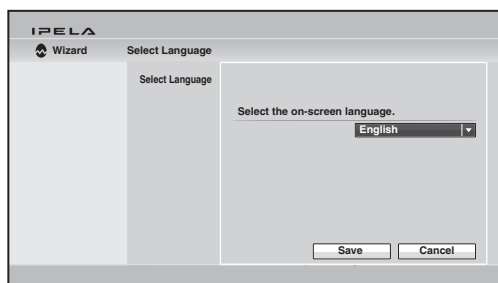 IPELA
Wizard Select Language
Select Language
Select the on-screen language.
English
Save Cancel